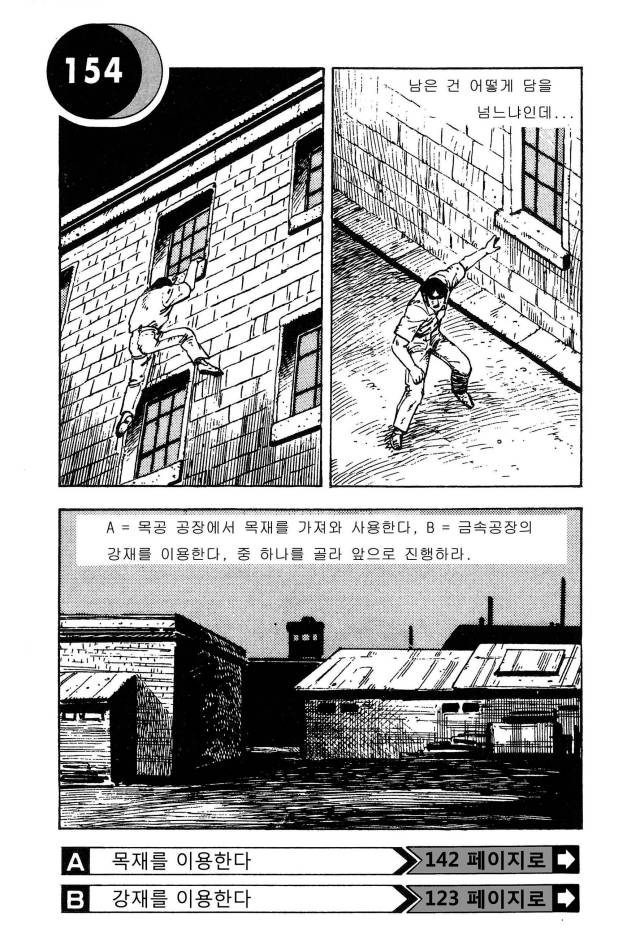 154
남은 건 어떻게 담을
넘느냐인데...
A = 목공 공장에서 목재를 가져와 사용한다, B = 금속공장의
강재를 이용한다, 중 하나를 골라 앞으로 진행하라.
A 목재를 이용한다 142 페이지로
B 강재를 이용한다 123 페이지로